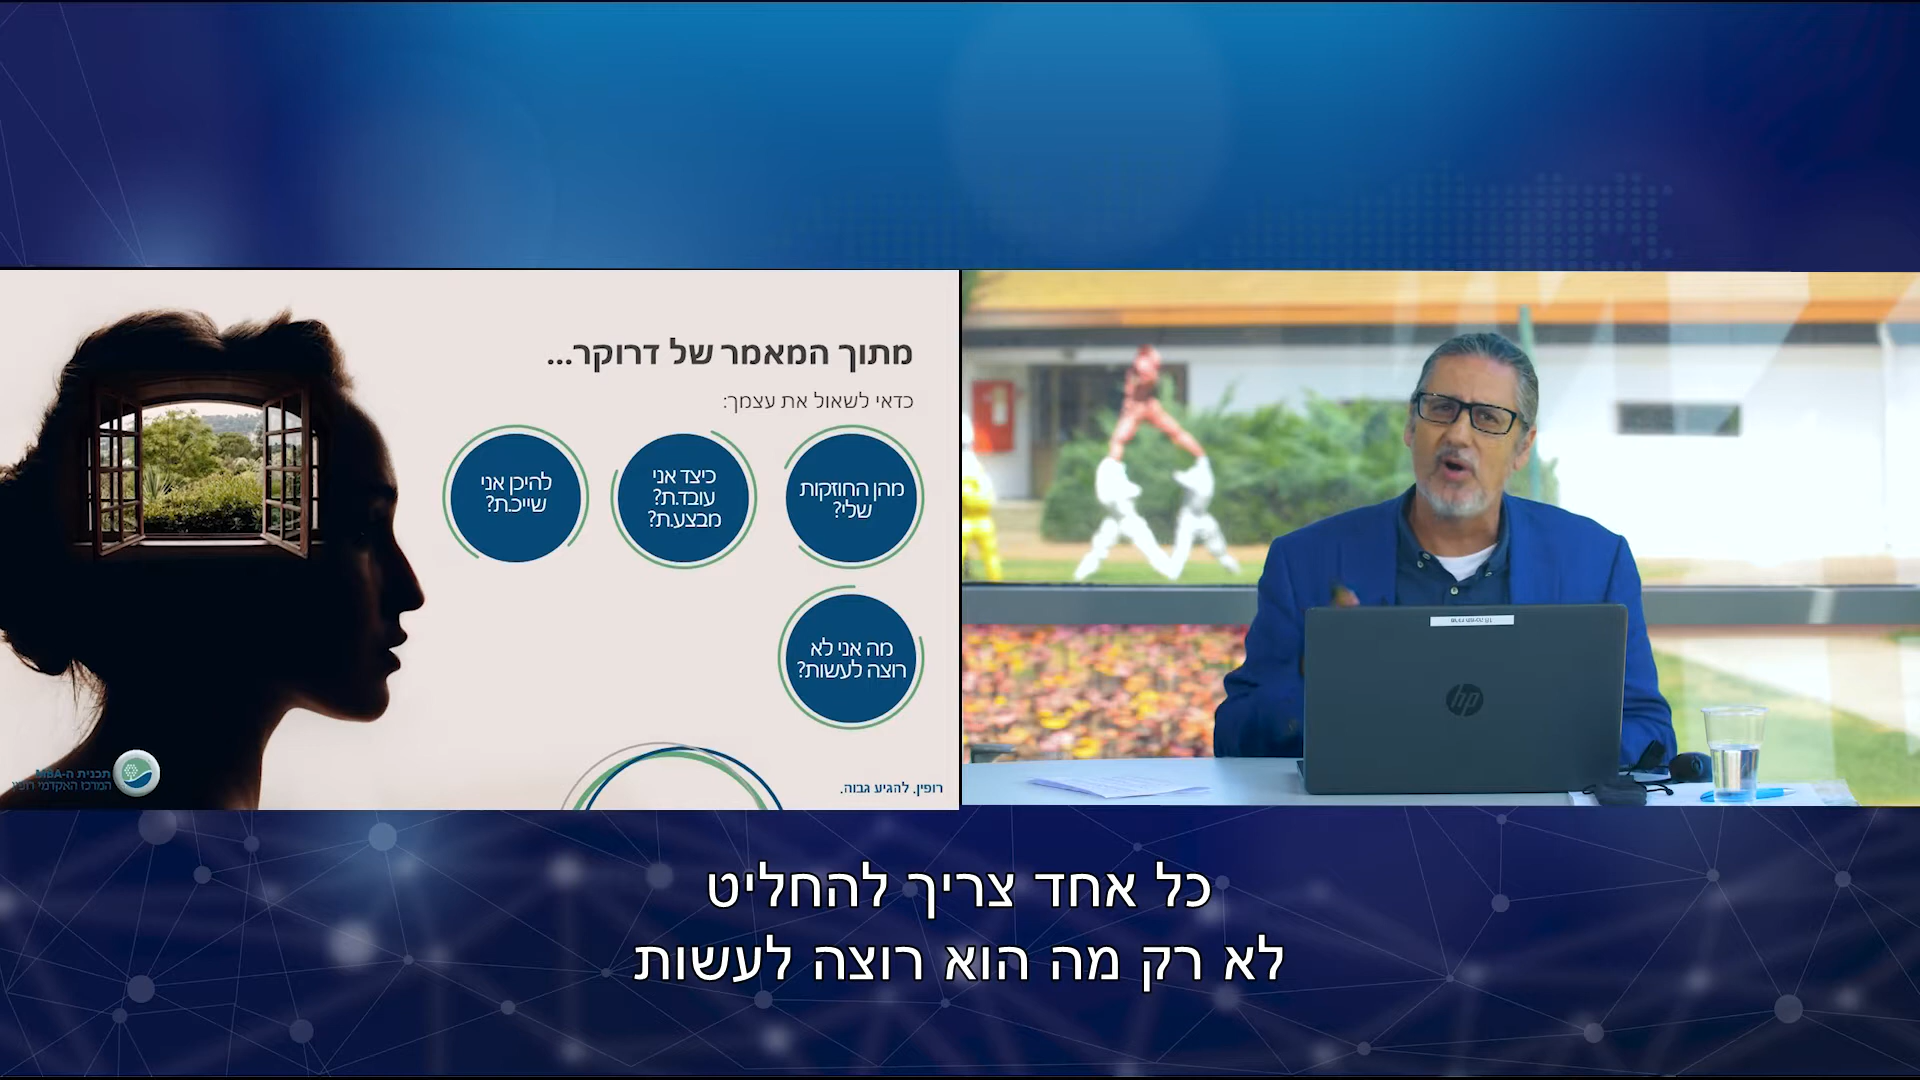 מתוך המאמר של דרוקר...
כדאי לשאול את עצמך:
מהן החוזקות
שלי?
כיצד אני
עובד.ת?
מבצע.ת?
להיכן אני
שייכ.ת?
מה אני לא
רוצה לעשות?
תכנית ה-MBA
המרכז האקדמי רופין
רופין. להגיע גבוה.
hp
כל אחד צריך להחליט
לא רק מה הוא רוצה לעשות